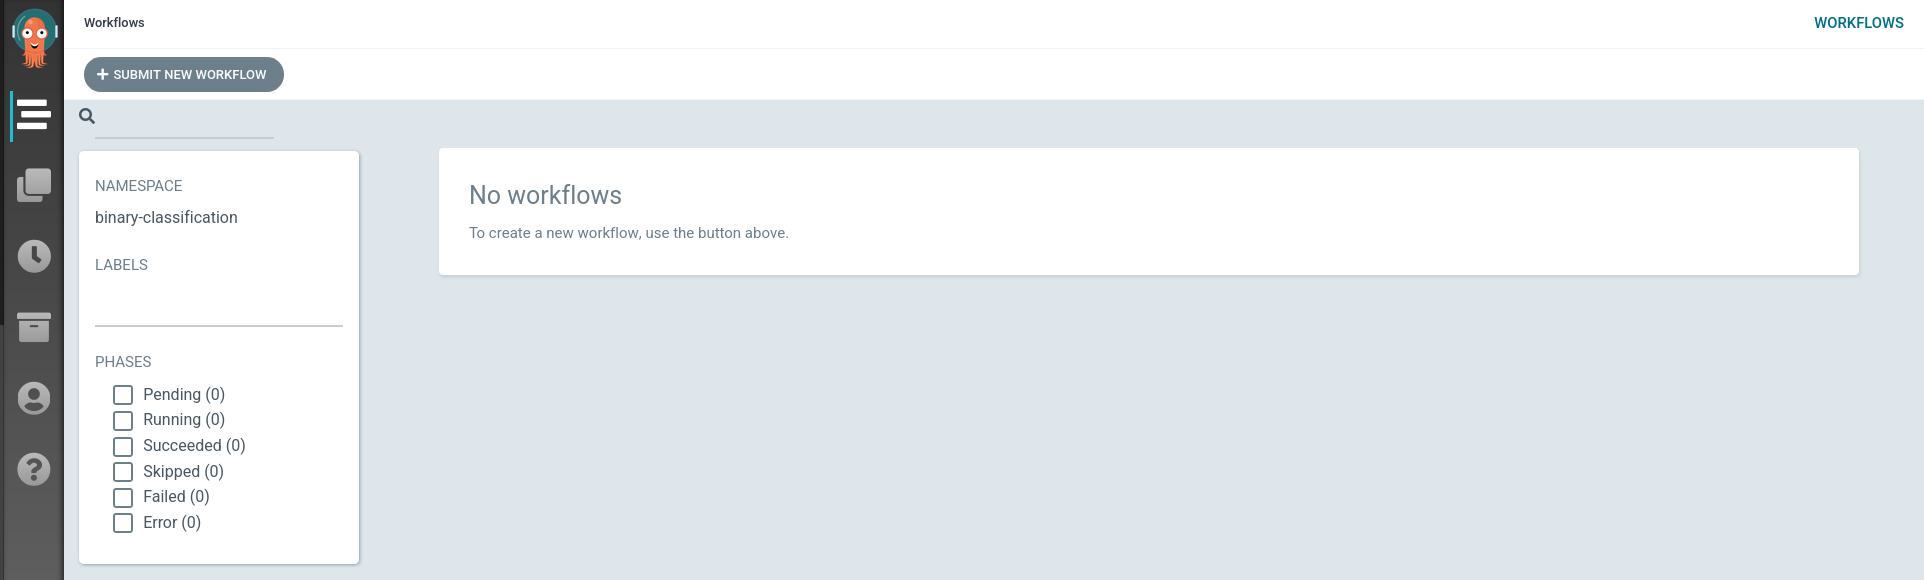 Workflows
WORKFLOWS
SUBMIT NEW WORKFLOW
NAMESPACE
binary-classification
LABELS
PHASES
Pending (0)
Running (0)
Succeeded (0)
Skipped (0)
Failed (0)
Error (0)
No workflows
To create a new workflow, use the button above.